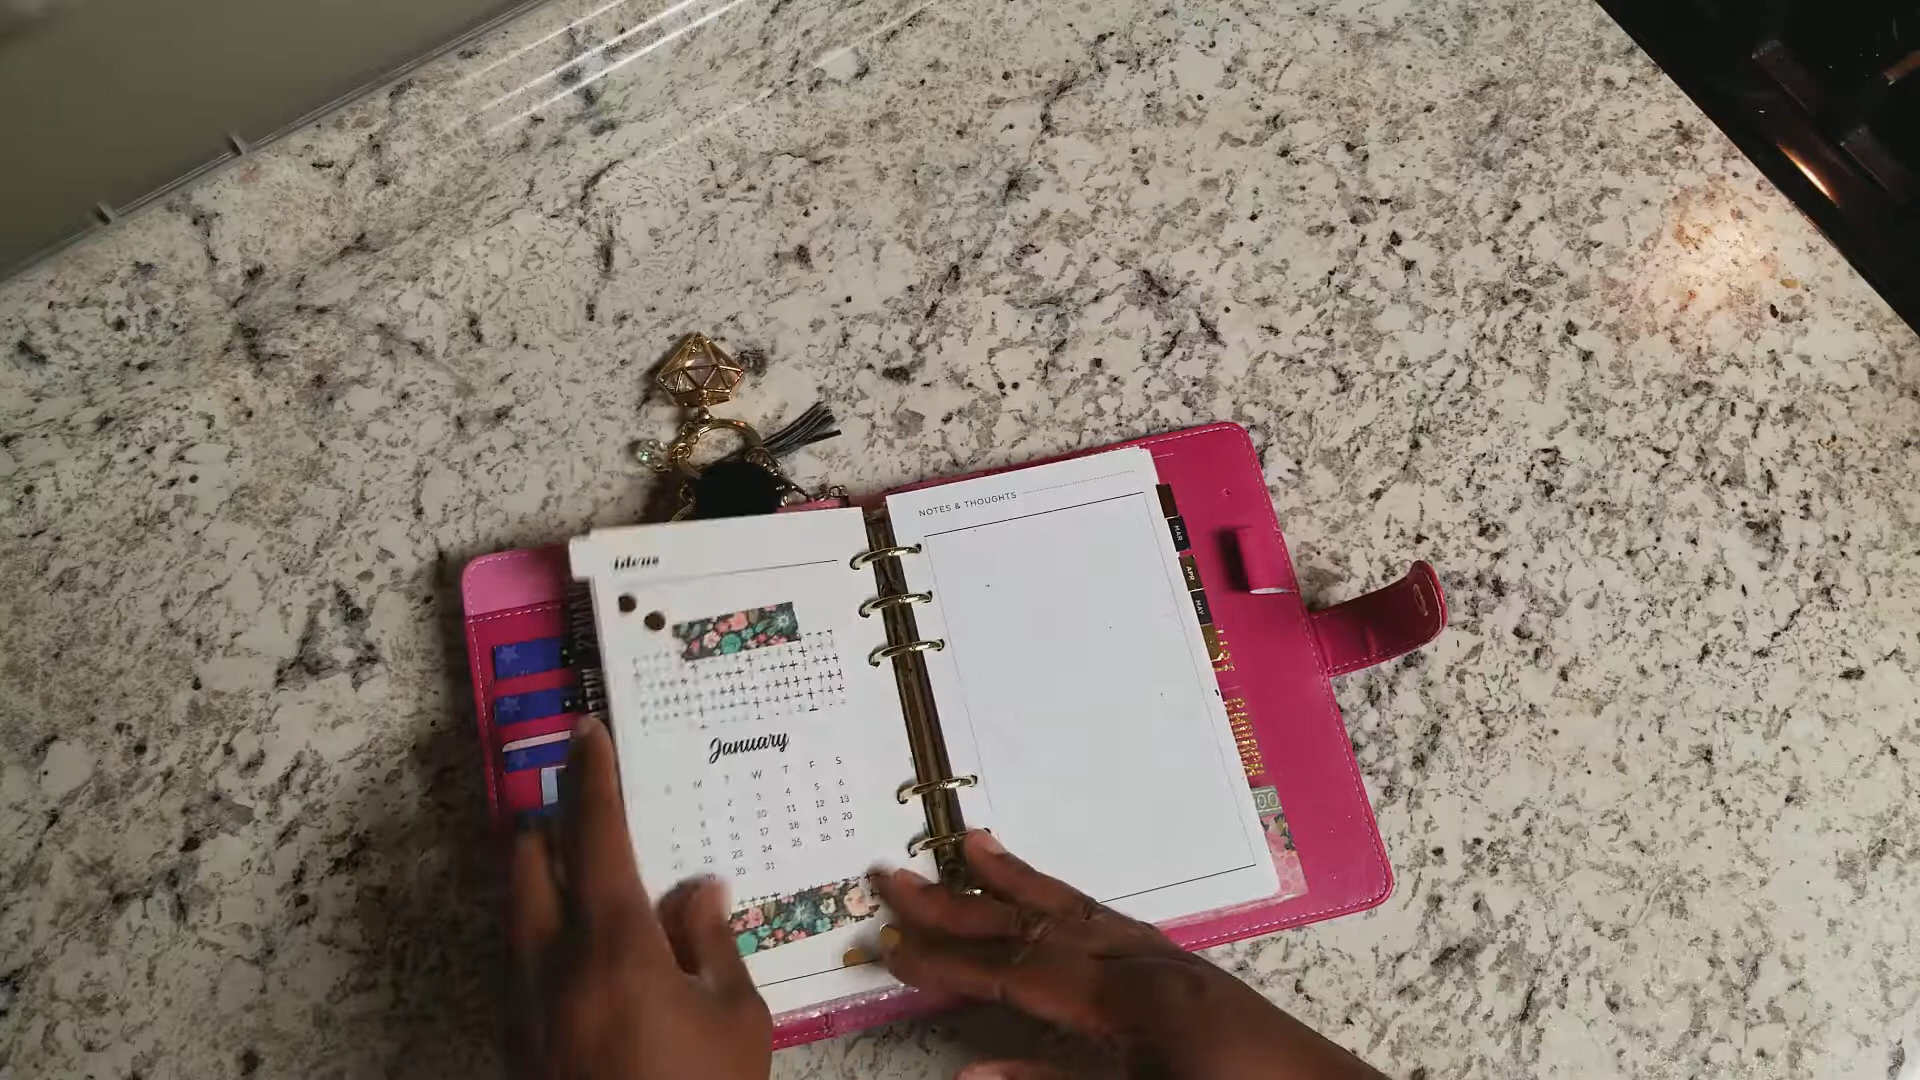 Ideas
January
M T W T F S
1 2 3 4 5 6
7 8 9 10 11 12 13
14 15 16 17 18 19 20
21 22 23 24 25 26 27
29 30 31
NOTES & THOUGHTS
MAR
APR
MAY